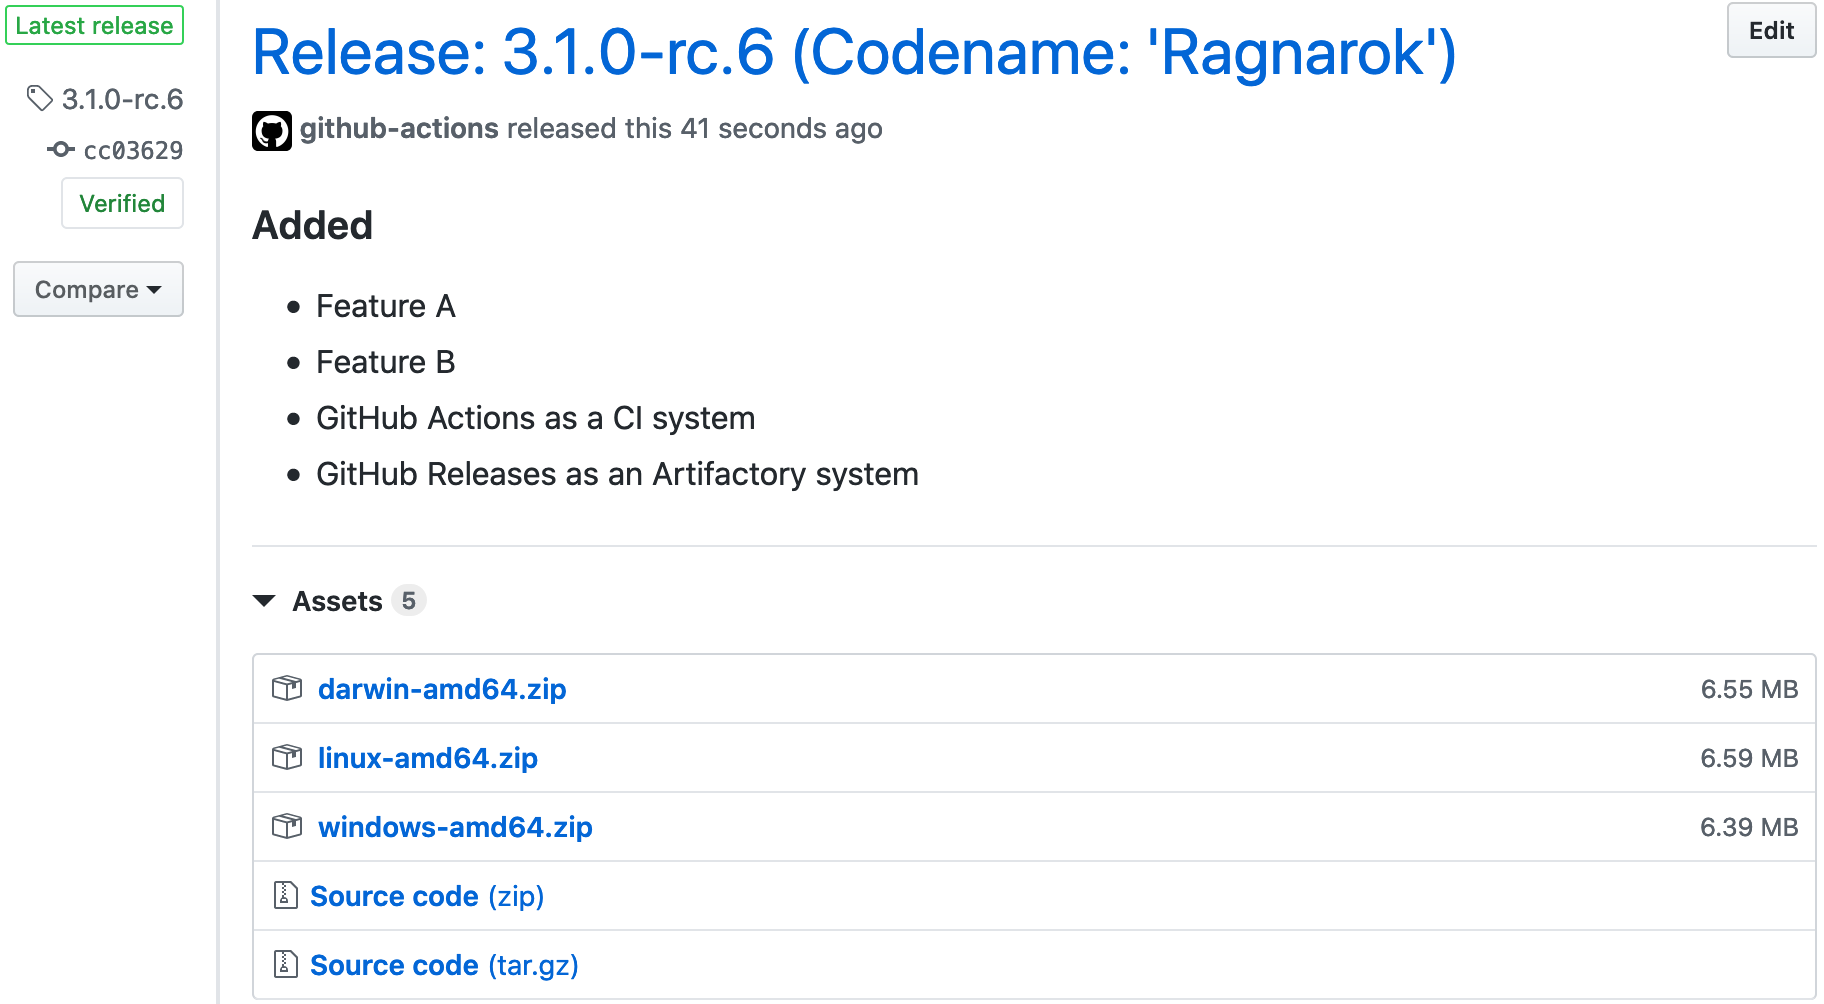 Latest release
3.1.0-rc.6
cc03629
Verified
Compare
Release: 3.1.0-rc.6 (Codename: 'Ragnarok')
Edit
github-actions released this 41 seconds ago
Added
• Feature A
• Feature B
• GitHub Actions as a CI system
• GitHub Releases as an Artifactory system
Assets 5
darwin-amd64.zip 6.55 MB
linux-amd64.zip 6.59 MB
windows-amd64.zip 6.39 MB
Source code (zip)
Source code (tar.gz)